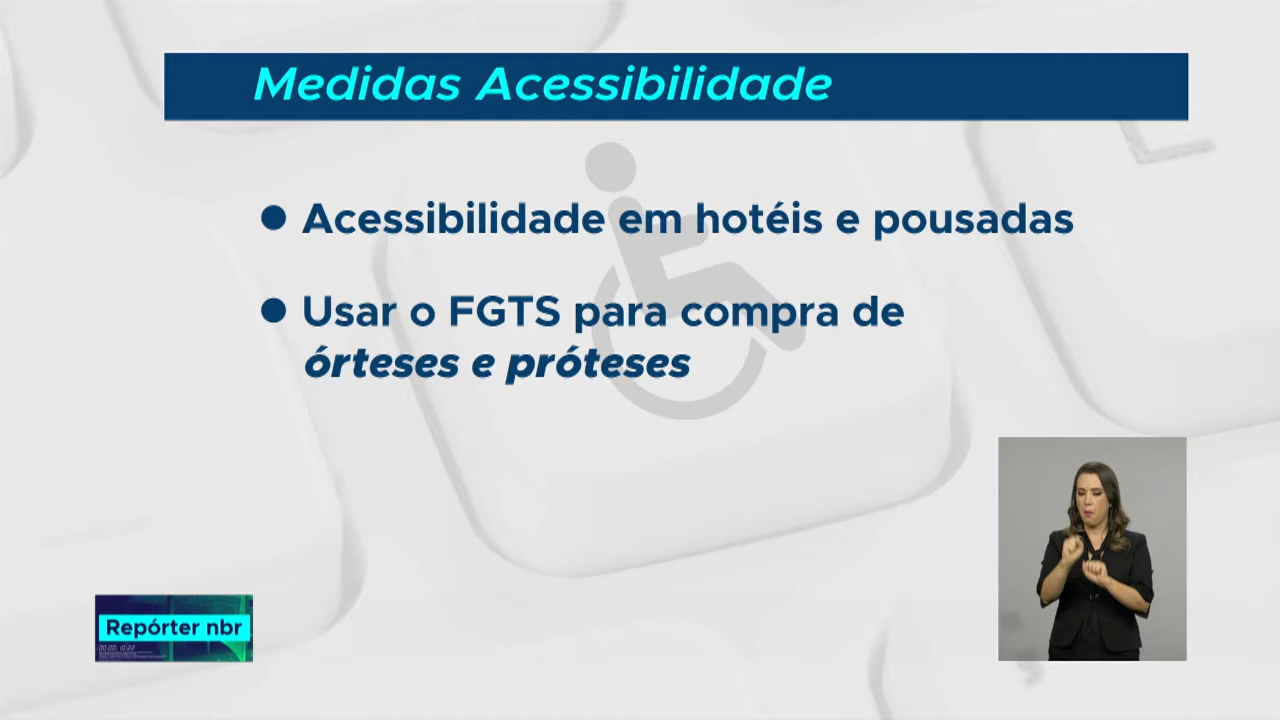 Medidas Acessibilidade
● Acessibilidade em hotéis e pousadas
● Usar o FGTS para compra de
órteses e próteses
Repórter nbr